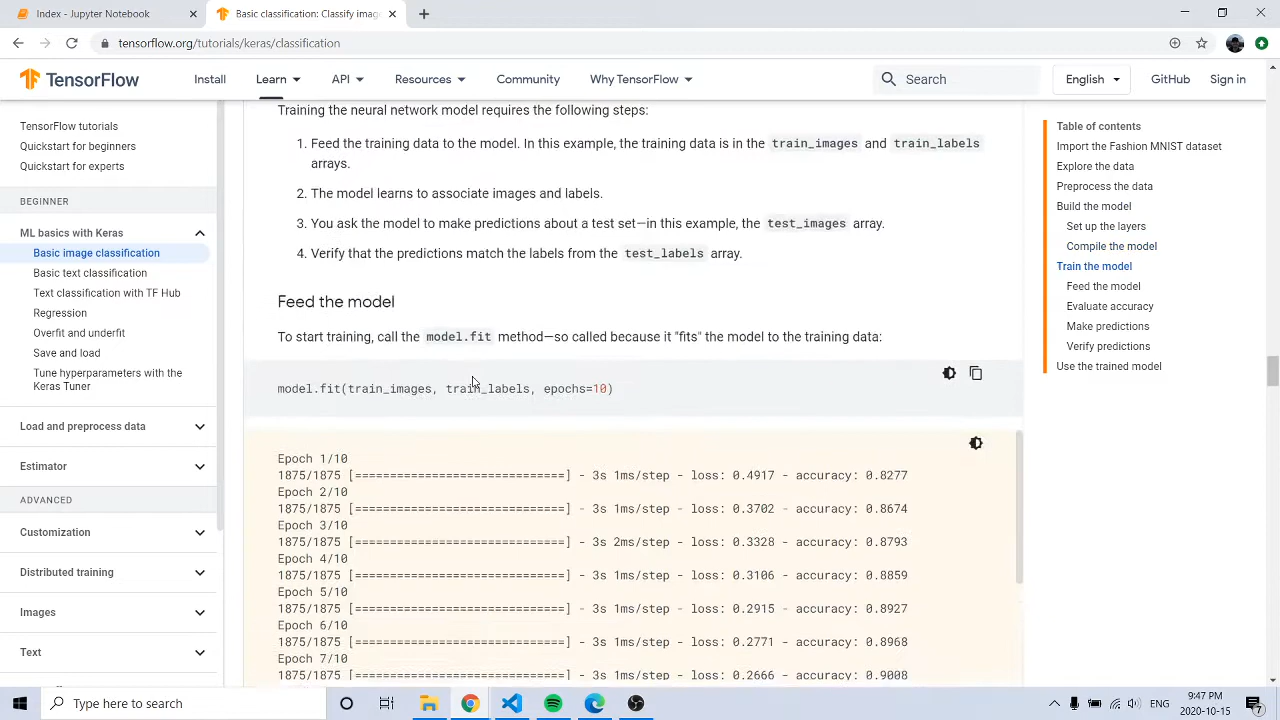 Index - Jupyter Notebook
Basic classification: Classify imag
tensorflow.org/tutorials/keras/classification
TensorFlow
Install
Learn
API
Resources
Community
Why TensorFlow
Search
English
GitHub
Sign in
TensorFlow tutorials
Quickstart for beginners
Quickstart for experts
BEGINNER
ML basics with Keras
Basic image classification
Basic text classification
Text classification with TF Hub
Regression
Overfit and underfit
Save and load
Tune hyperparameters with the
Keras Tuner
Load and preprocess data
Estimator
ADVANCED
Customization
Distributed training
Images
Text
Training the neural network model requires the following steps:
1. Feed the training data to the model. In this example, the training data is in the train_images and train_labels
arrays.
2. The model learns to associate images and labels.
3. You ask the model to make predictions about a test set—in this example, the test_images array.
4. Verify that the predictions match the labels from the test_labels array.
Feed the model
To start training, call the model.fit method—so called because it "fits" the model to the training data:
model.fit(train_images, train_labels, epochs=10)
Epoch 1/10
1875/1875 [==============================] - 3s 1ms/step - loss: 0.4917 - accuracy: 0.8277
Epoch 2/10
1875/1875 [==============================] - 3s 1ms/step - loss: 0.3702 - accuracy: 0.8674
Epoch 3/10
1875/1875 [==============================] - 3s 2ms/step - loss: 0.3328 - accuracy: 0.8793
Epoch 4/10
1875/1875 [==============================] - 3s 1ms/step - loss: 0.3106 - accuracy: 0.8859
Epoch 5/10
1875/1875 [==============================] - 3s 1ms/step - loss: 0.2915 - accuracy: 0.8927
Epoch 6/10
1875/1875 [==============================] - 3s 1ms/step - loss: 0.2771 - accuracy: 0.8968
Epoch 7/10
1875/1875 [==============================] - 3s 1ms/step - loss: 0.2666 - accuracy: 0.9008
Table of contents
Import the Fashion MNIST dataset
Explore the data
Preprocess the data
Build the model
Set up the layers
Compile the model
Train the model
Feed the model
Evaluate accuracy
Make predictions
Verify predictions
Use the trained model
Type here to search
ENG
9:47 PM
2020-10-15
7